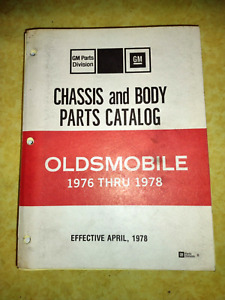 GM Parts
Division
GM
CHASSIS and BODY
PARTS CATALOG
OLDSMOBILE
1976 THRU 1978
EFFECTIVE APRIL, 1978